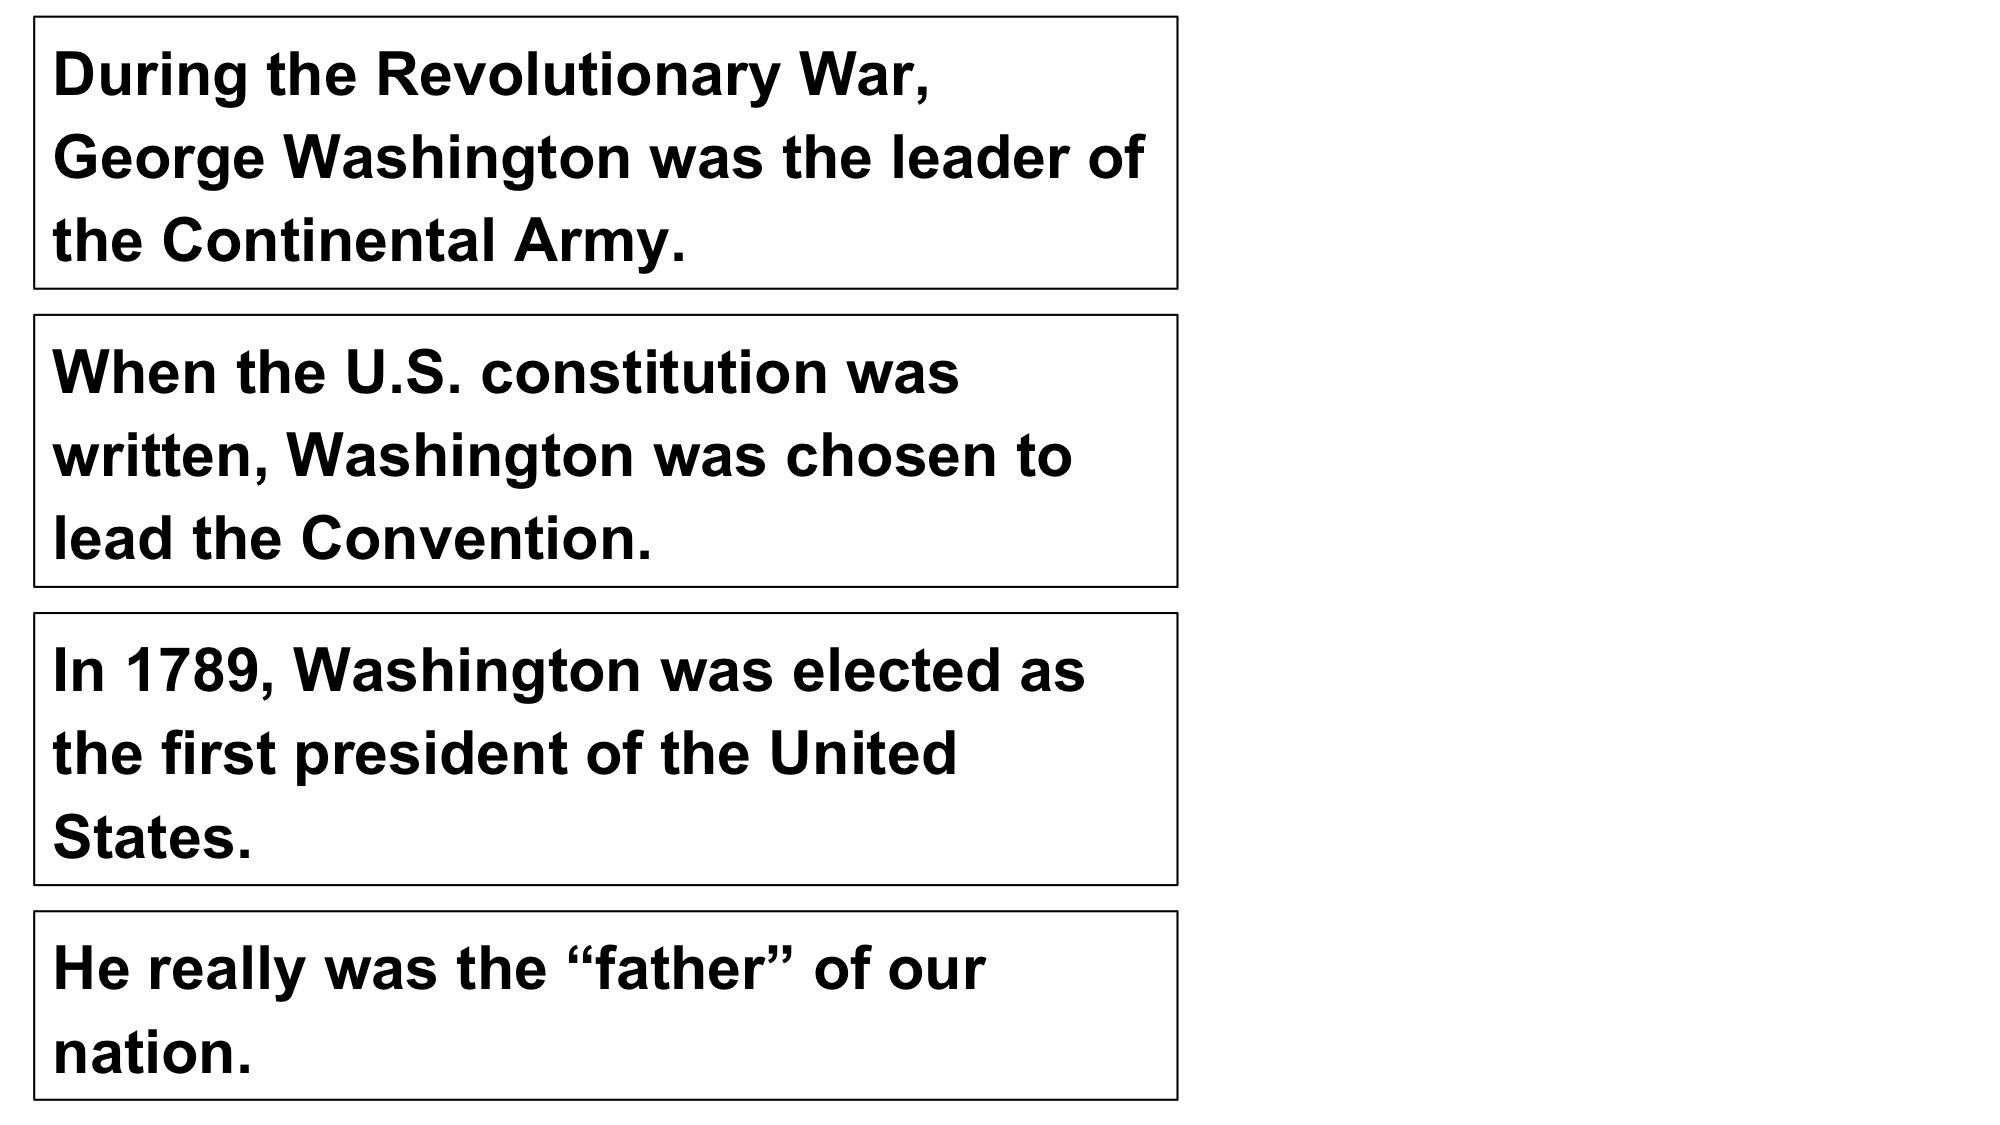 During the Revolutionary War,
George Washington was the leader of
the Continental Army.
When the U.S. constitution was
written, Washington was chosen to
lead the Convention.
In 1789, Washington was elected as
the first president of the United
States.
He really was the “father” of our
nation.